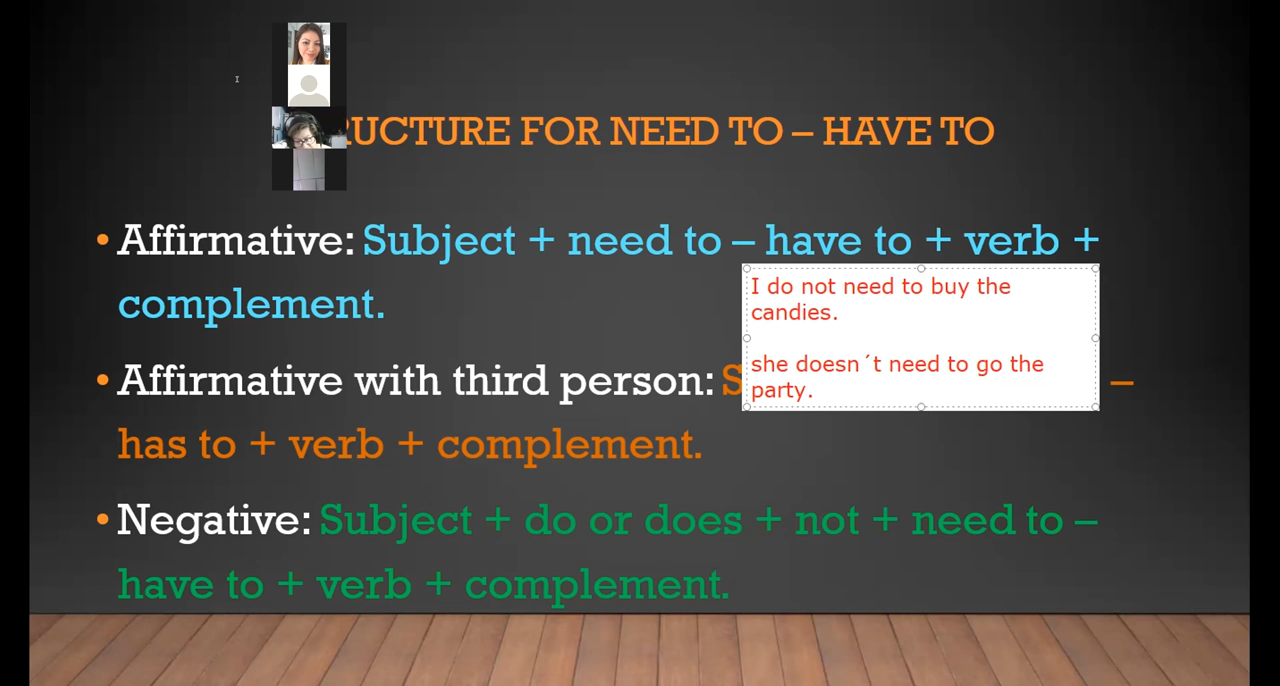 RUCTURE FOR NEED TO – HAVE TO
• Affirmative: Subject + need to – have to + verb +
complement.
• Affirmative with third person: S –
has to + verb + complement.
I do not need to buy the
candies.
she doesn´t need to go the
party.
• Negative: Subject + do or does + not + need to –
have to + verb + complement.